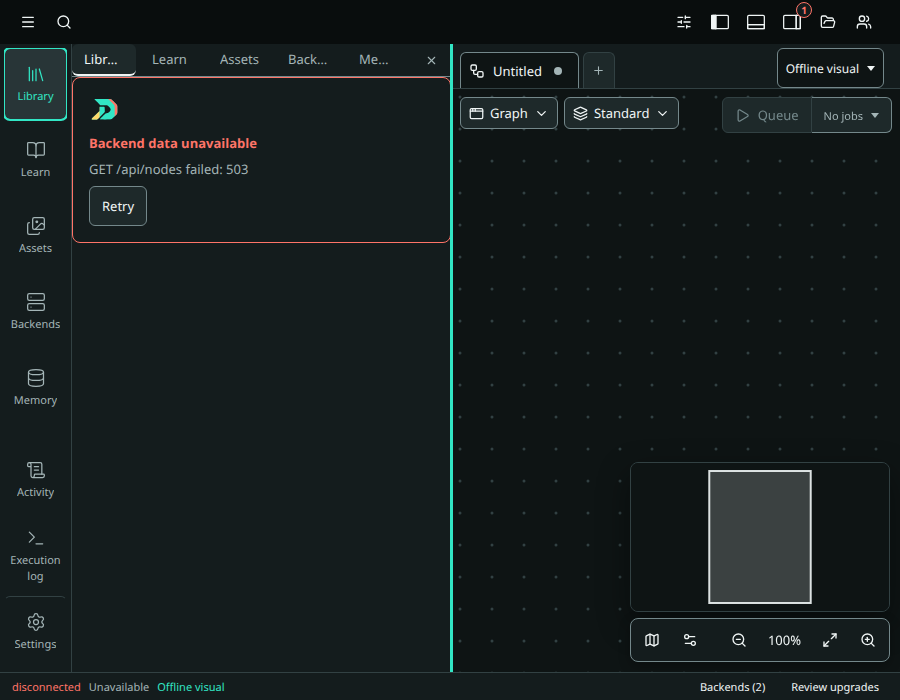 1
Library
Learn
Assets
Backends
Memory
Activity
Execution
log
Settings
Libr...
Learn
Assets
Back...
Me...
Backend data unavailable
GET /api/nodes failed: 503
Retry
Untitled
Offline visual
Graph
Standard
Queue
No jobs
100%
disconnected Unavailable Offline visual
Backends (2)
Review upgrades